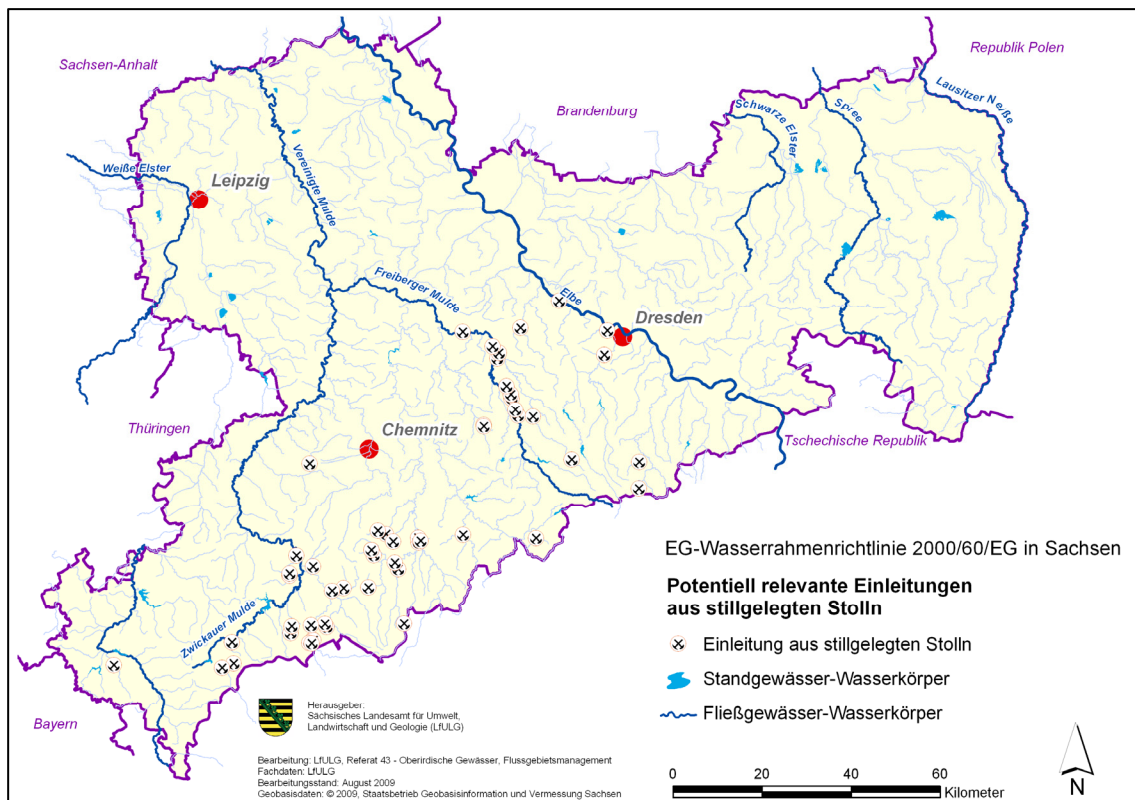 Republik Polen
Sachsen-Anhalt
Brandenburg
Lausitzer Neiße
Schwarze Elster
Spree
Vereinigte Mulde
Weiße Elster
Leipzig
Freiberger Mulde
Elbe
Dresden
Thüringen
Chemnitz
Tschechische Republik
Zwickauer Mulde
Bayern
EG-Wasserrahmenrichtlinie 2000/60/EG in Sachsen
Potentiell relevante Einleitungen
aus stillgelegten Stolln
Einleitung aus stillgelegten Stolln
Standgewässer-Wasserkörper
Fließgewässer-Wasserkörper
Herausgeber:
Sächsisches Landesamt für Umwelt,
Landwirtschaft und Geologie (LfULG)
Bearbeitung: LfULG, Referat 43 - Oberirdische Gewässer, Flussgebietsmanagement
Fachdaten: LfULG
Bearbeitungsstand: August 2009
Geobasisdaten: © 2009, Staatsbetrieb Geobasisinformation und Vermessung Sachsen
0 20 40 60
Kilometer
N